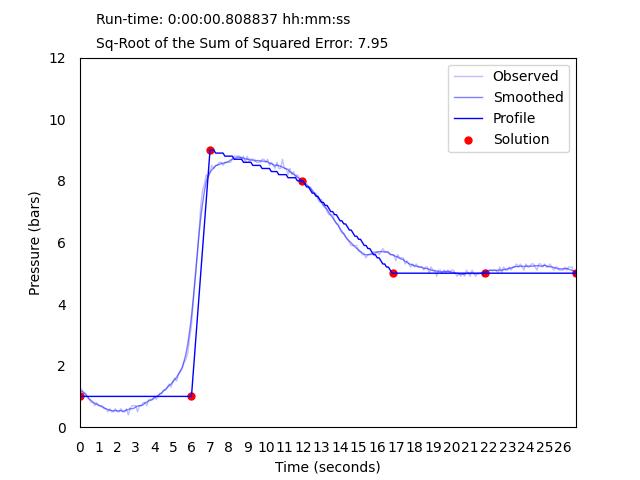 Run-time: 0:00:00.808837 hh:mm:ss
Sq-Root of the Sum of Squared Error: 7.95
12
10
8
6
4
2
0
Pressure (bars)
Observed
Smoothed
Profile
Solution
0 1 2 3 4 5 6 7 8 9 10 11 12 13 14 15 16 17 18 19 20 21 22 23 24 25 26
Time (seconds)